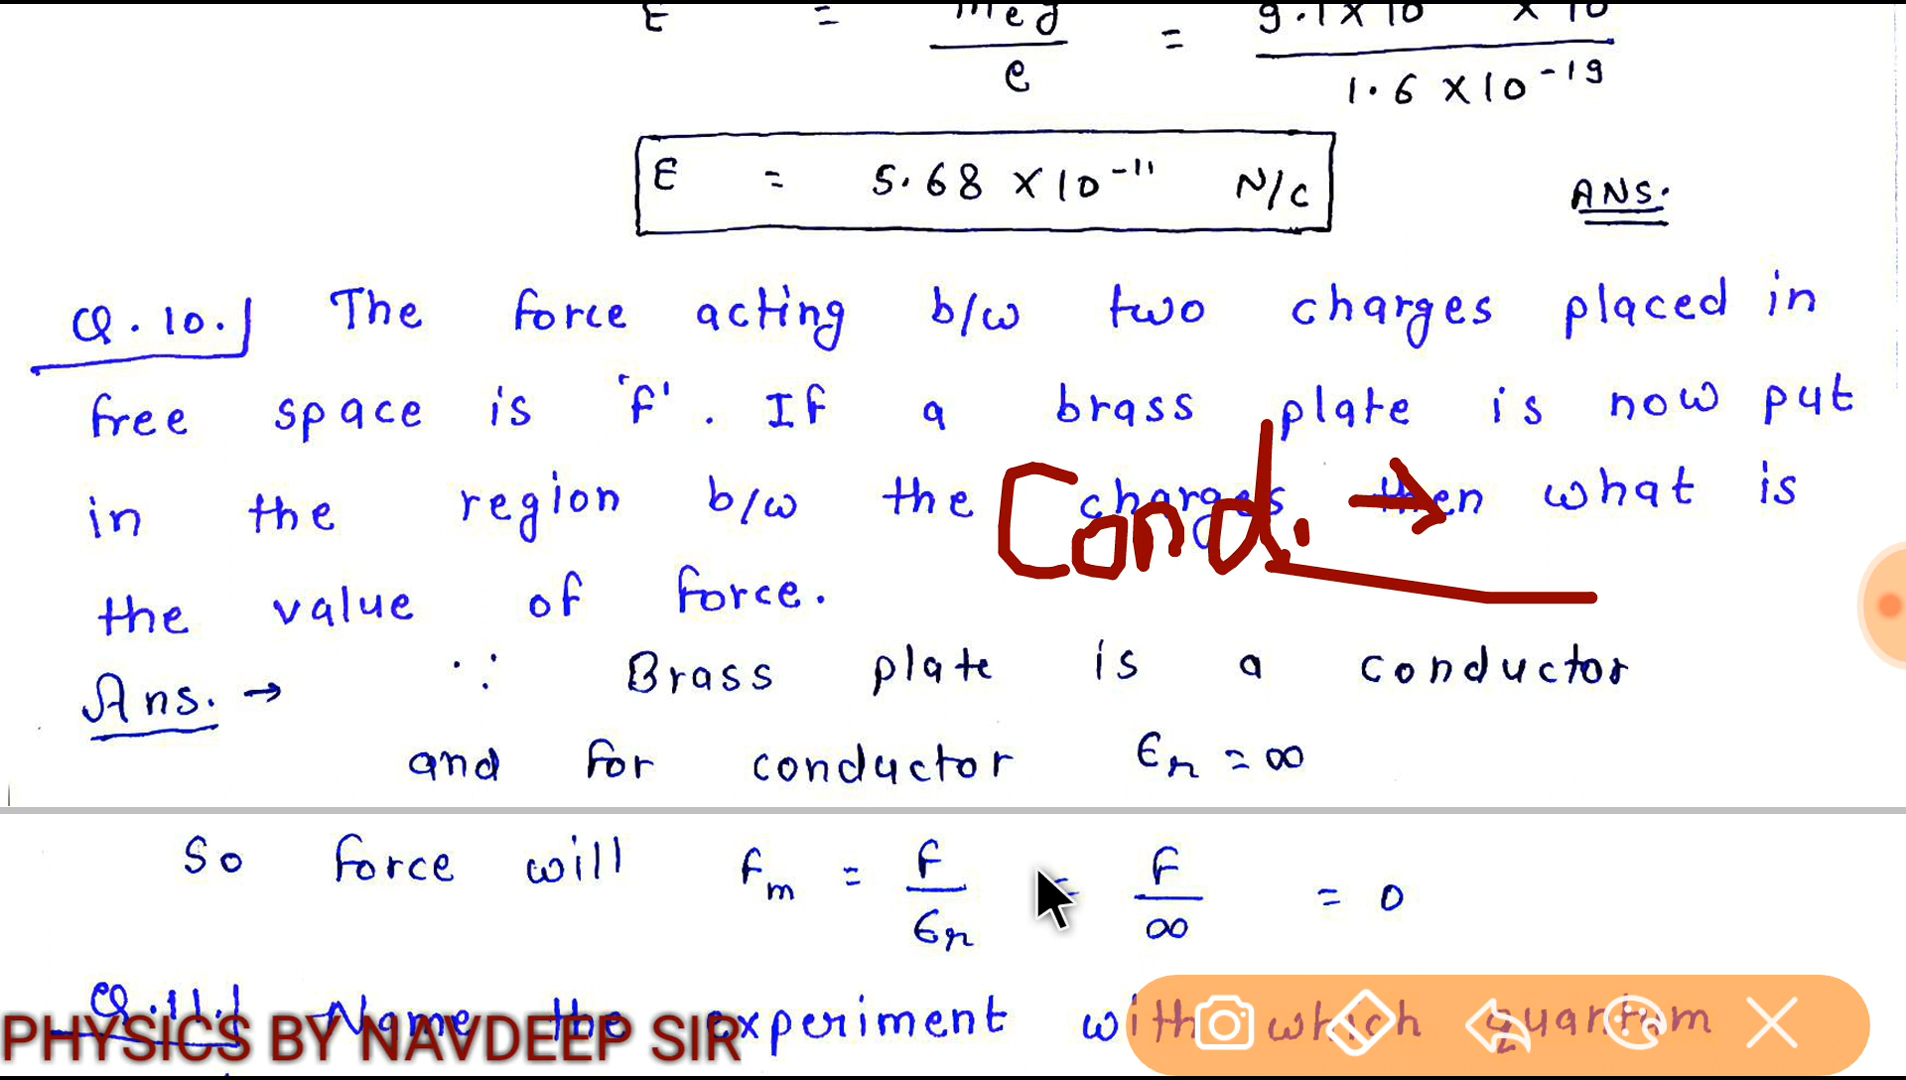 E = meg / e = 9.1 x 10 x 10 / 1.6 x 10⁻¹⁹
E = 5.68 x 10⁻¹¹ N/C ANS.
Q.10. The force acting b/w two charges placed in
free space is 'F'. If a brass plate is now put
in the region b/w the charges then what is
Cond. →
the value of force.
Ans. → ∵ Brass plate is a conductor
and for conductor ϵr = ∞
So force will Fm = F / ϵr = F / ∞ = 0
Q.11. Name the experiment with which quantum
PHYSICS BY NAVDEEP SIR